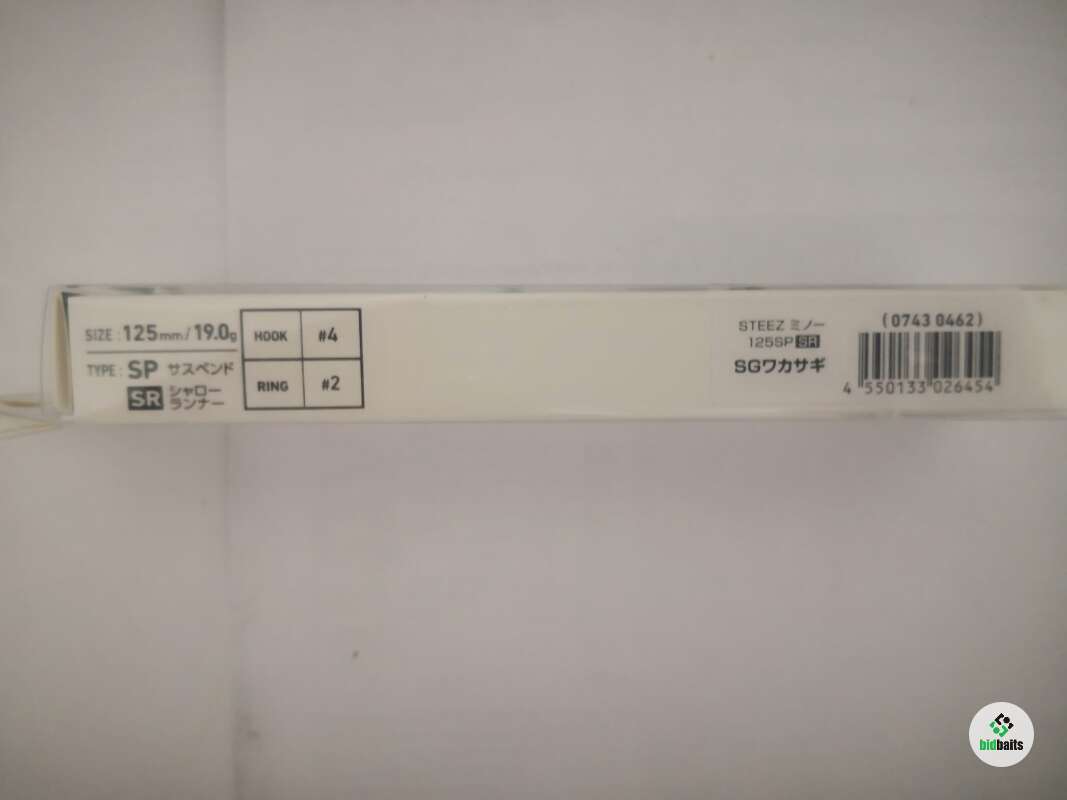 SIZE : 125mm/19.0g
TYPE : SP サスペンド
SR シャロー
ランナー
HOOK #4
RING #2
STEEZ ミノー
125SP SR
SGワカサギ
(0743 0462)
4 550133 026454
bidbaits